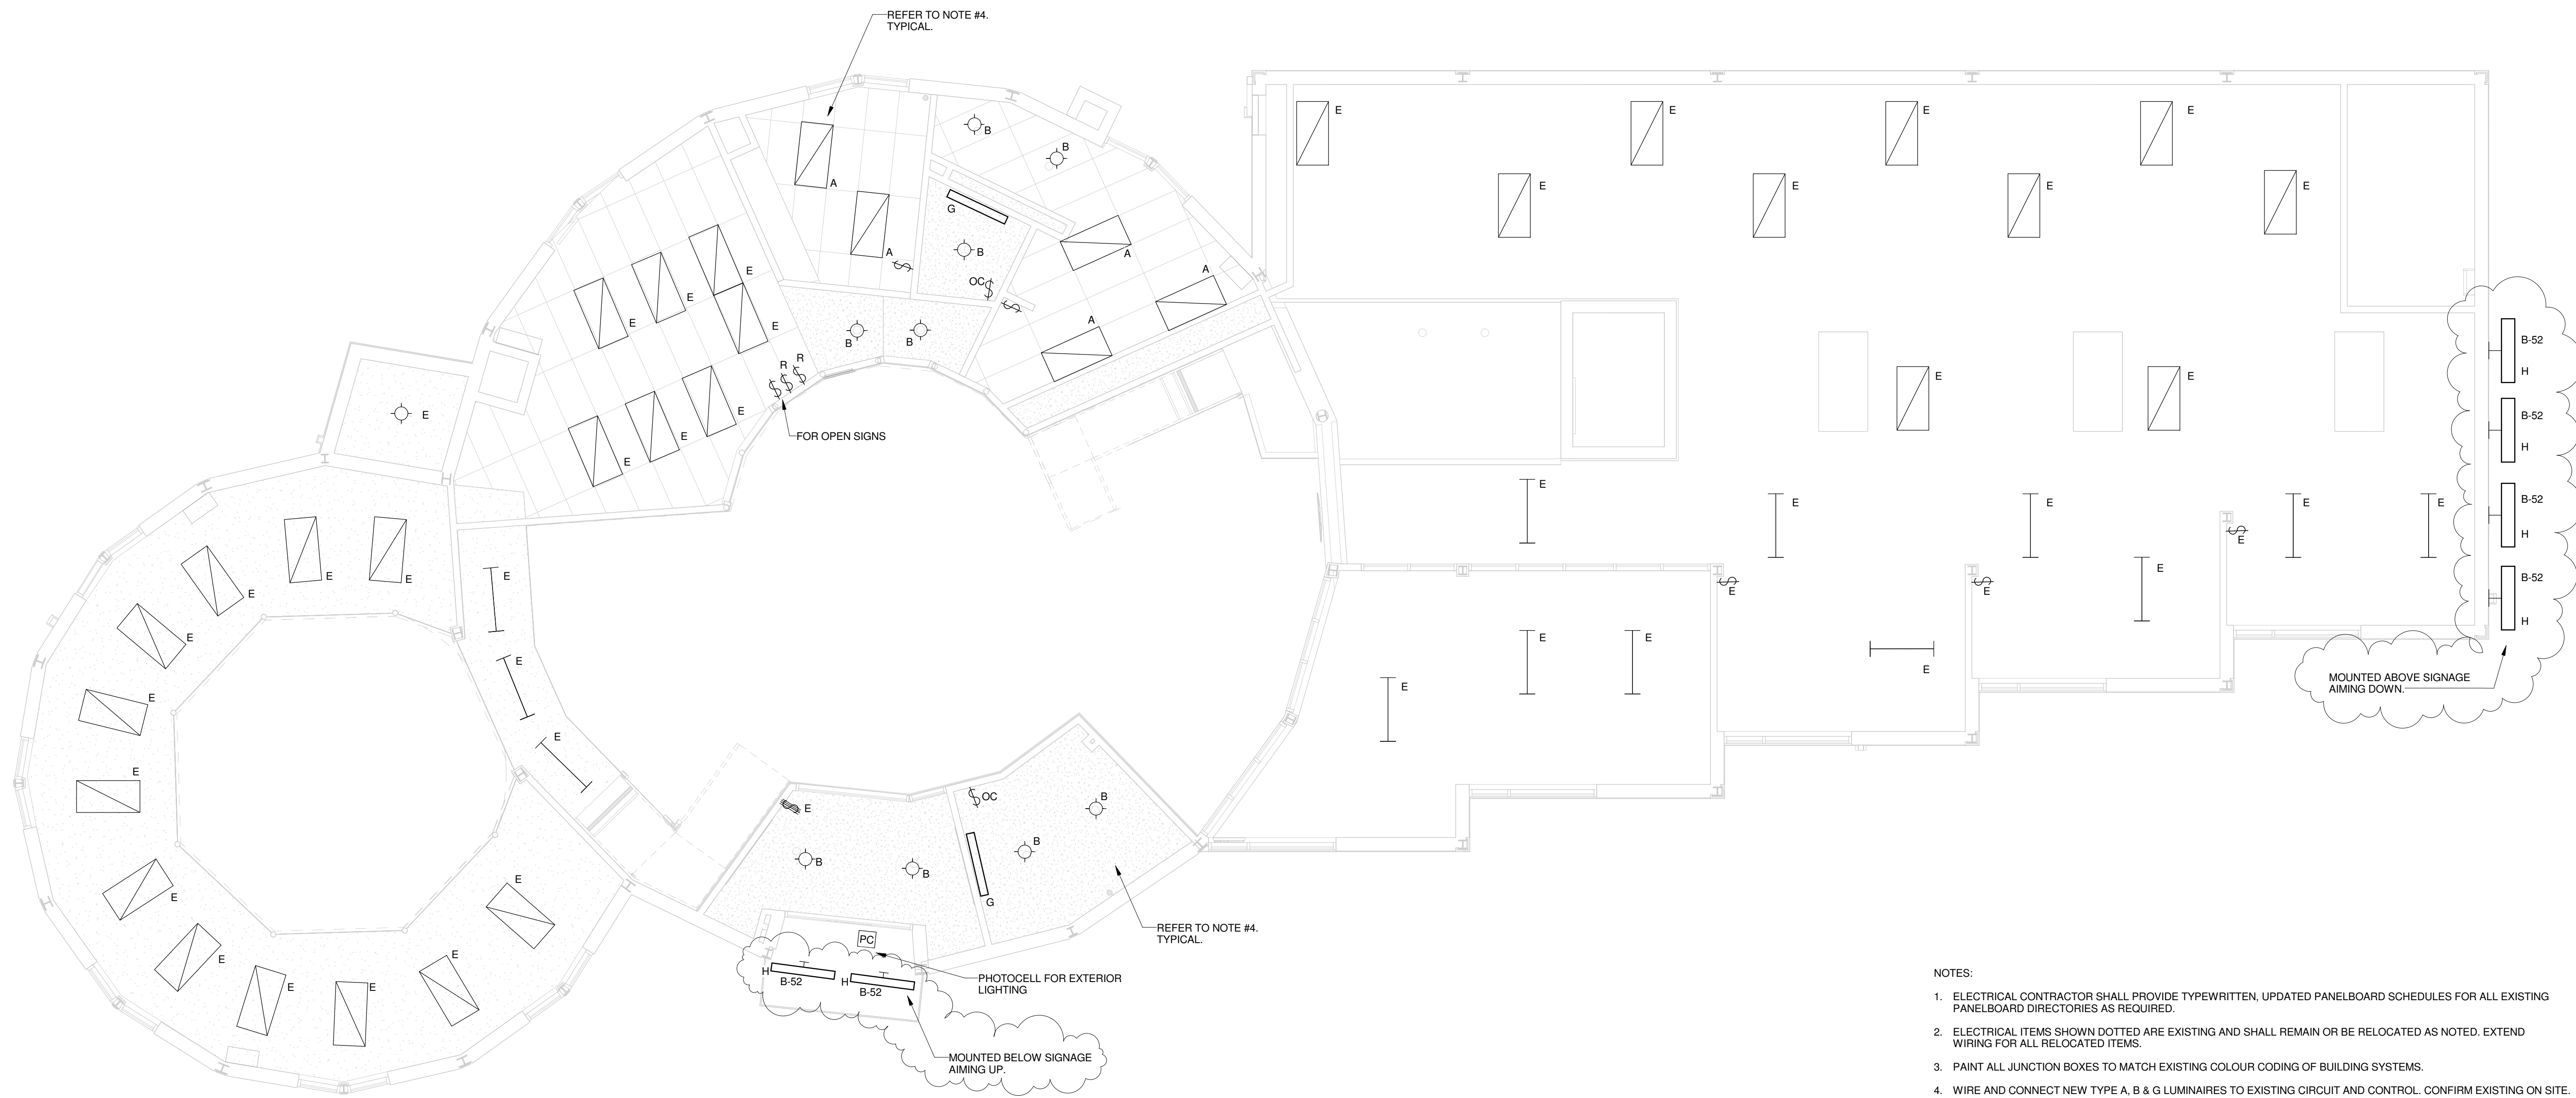 REFER TO NOTE #4.
TYPICAL.
E
E
E
E
B
B
A
E
E
E
E
G
A
B
A
OC
A
E
E
E
E
E
E
B
B
A
R
R
B-52
H
E
E
E
E
E
E
E
FOR OPEN SIGNS
B-52
H
E
E
E
E
E
E
B-52
H
E
E
E
E
E
E
E
E
B-52
H
E
E
E
E
E
E
E
E
E
MOUNTED ABOVE SIGNAGE
AIMING DOWN.
E
E
E
OC
B
E
B
B
B
E
G
E
E
E
E
E
REFER TO NOTE #4.
TYPICAL.
PC
H
B-52
H
B-52
PHOTOCELL FOR EXTERIOR
LIGHTING
MOUNTED BELOW SIGNAGE
AIMING UP.
NOTES:
1. ELECTRICAL CONTRACTOR SHALL PROVIDE TYPEWRITTEN, UPDATED PANELBOARD SCHEDULES FOR ALL EXISTING
PANELBOARD DIRECTORIES AS REQUIRED.
2. ELECTRICAL ITEMS SHOWN DOTTED ARE EXISTING AND SHALL REMAIN OR BE RELOCATED AS NOTED. EXTEND
WIRING FOR ALL RELOCATED ITEMS.
3. PAINT ALL JUNCTION BOXES TO MATCH EXISTING COLOUR CODING OF BUILDING SYSTEMS.
4. WIRE AND CONNECT NEW TYPE A, B & G LUMINAIRES TO EXISTING CIRCUIT AND CONTROL. CONFIRM EXISTING ON SITE.